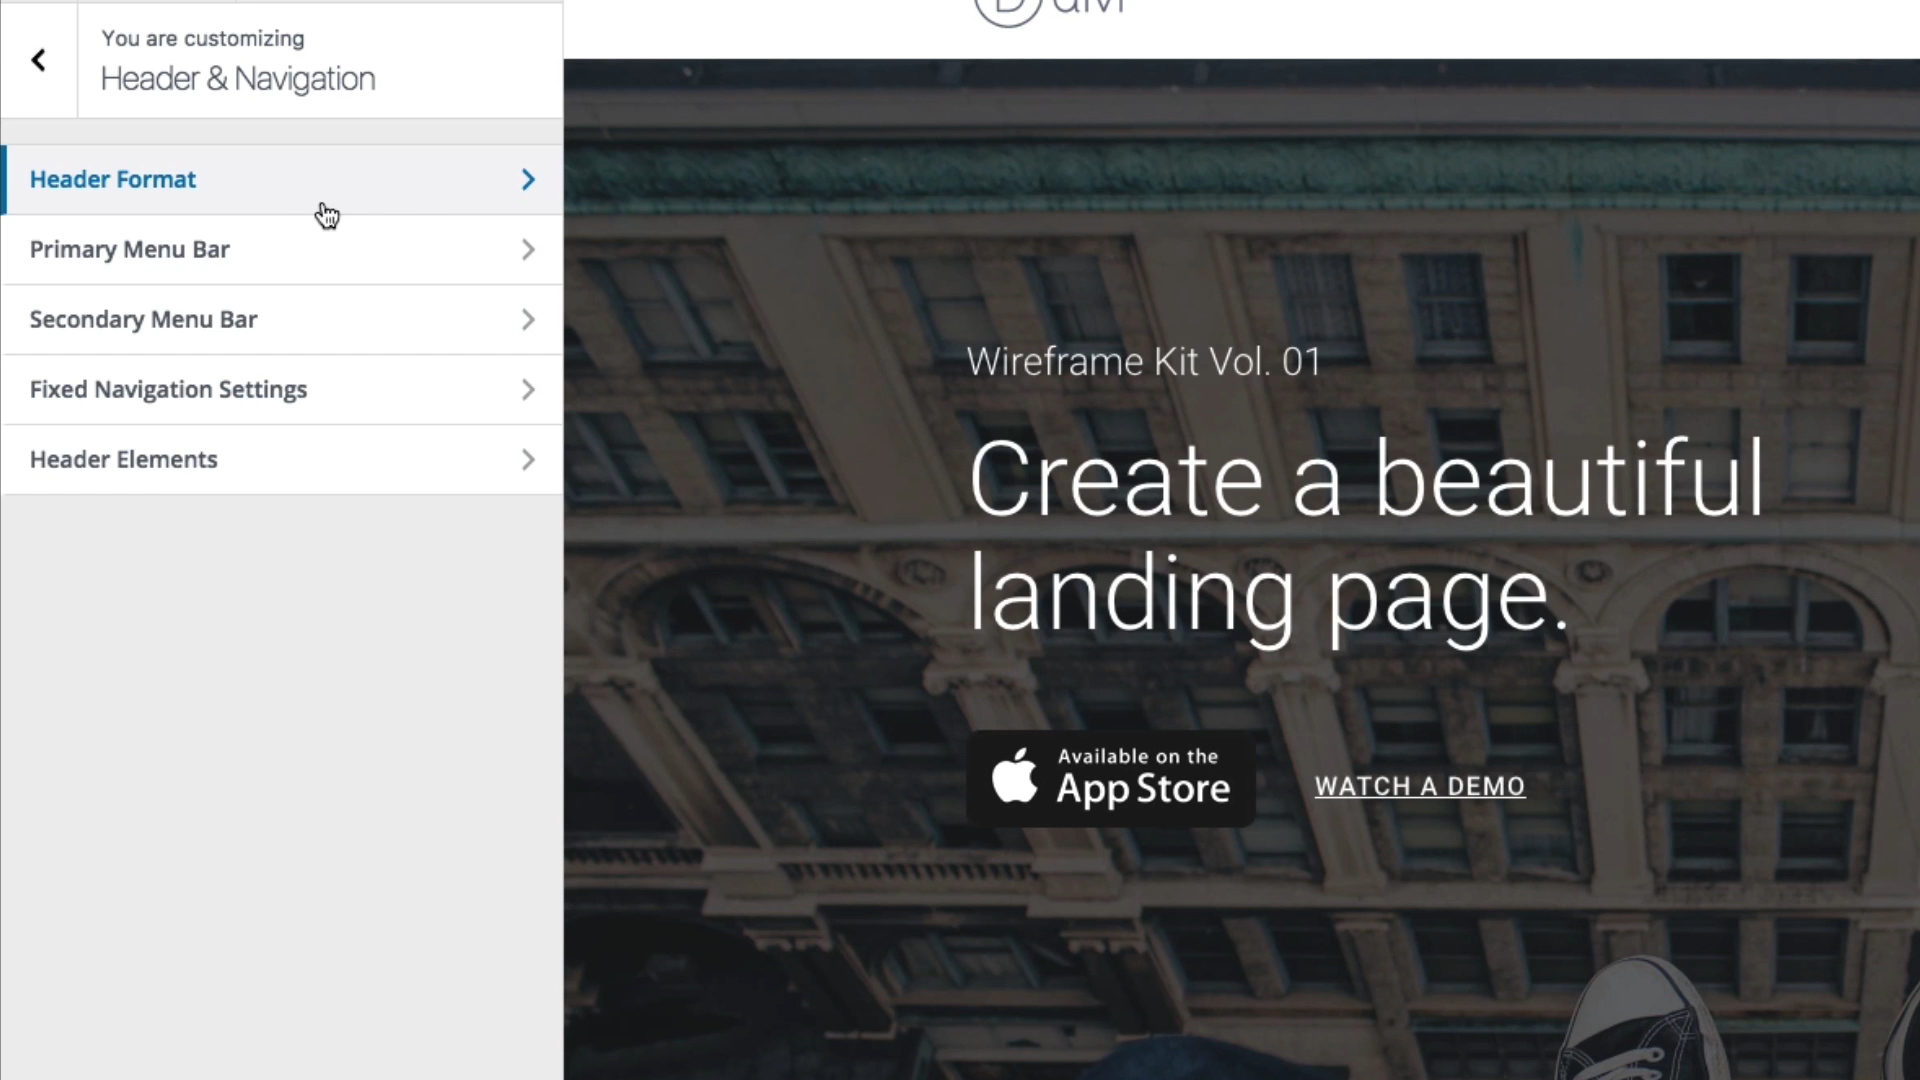 You are customizing
Header & Navigation
Header Format
Primary Menu Bar
Secondary Menu Bar
Fixed Navigation Settings
Header Elements
Wireframe Kit Vol. 01
Create a beautiful
landing page.
Available on the
App Store
WATCH A DEMO